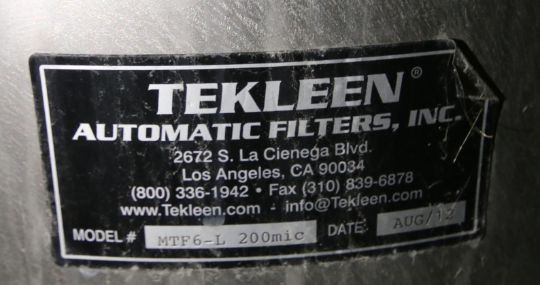 TEKLEEN®
AUTOMATIC FILTERS, INC.
2672 S. La Cienega Blvd.
Los Angeles, CA 90034
(800) 336-1942 • Fax (310) 839-6878
www.Tekleen.com - info@Tekleen.com
MODEL # MTF6-L 200mic DATE AUG/12